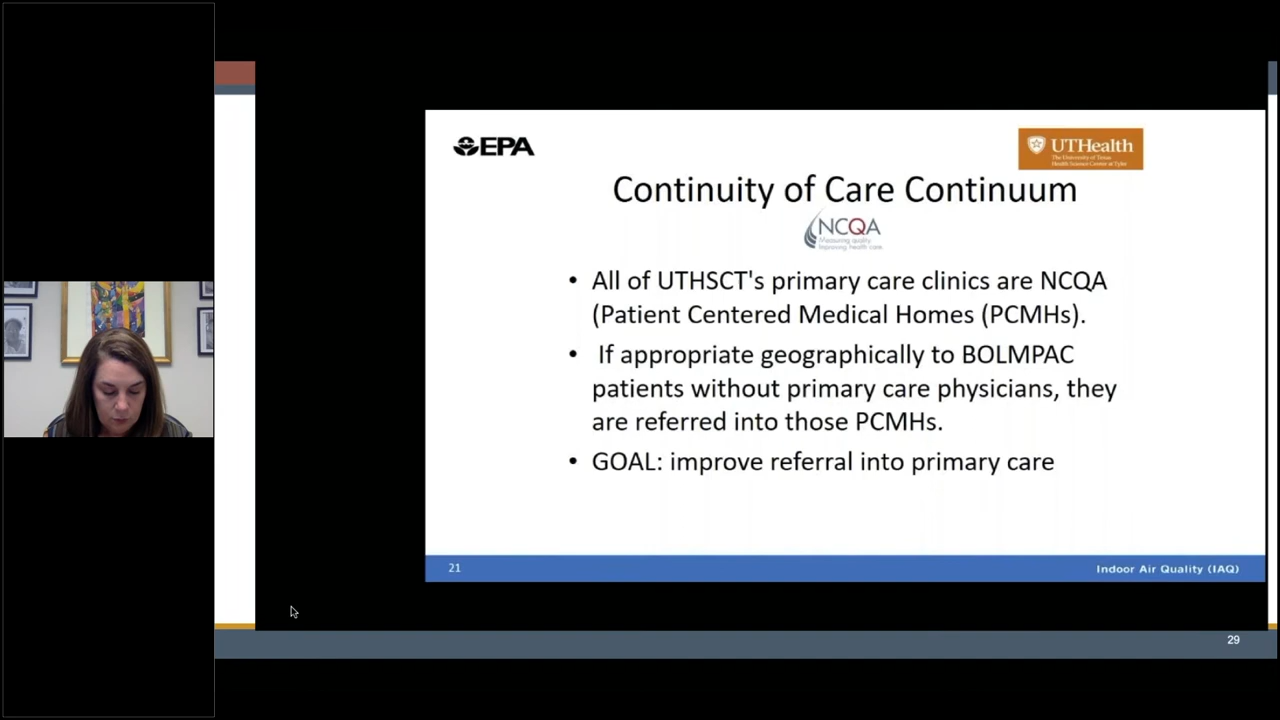 EPA
UTHealth
The University of Texas
Health Science Center at Tyler
Continuity of Care Continuum
NCQA
Measuring quality.
Improving health care.
• All of UTHSCT's primary care clinics are NCQA
(Patient Centered Medical Homes (PCMHs).
• If appropriate geographically to BOLMPAC
patients without primary care physicians, they
are referred into those PCMHs.
• GOAL: improve referral into primary care
21
Indoor Air Quality (IAQ)
29